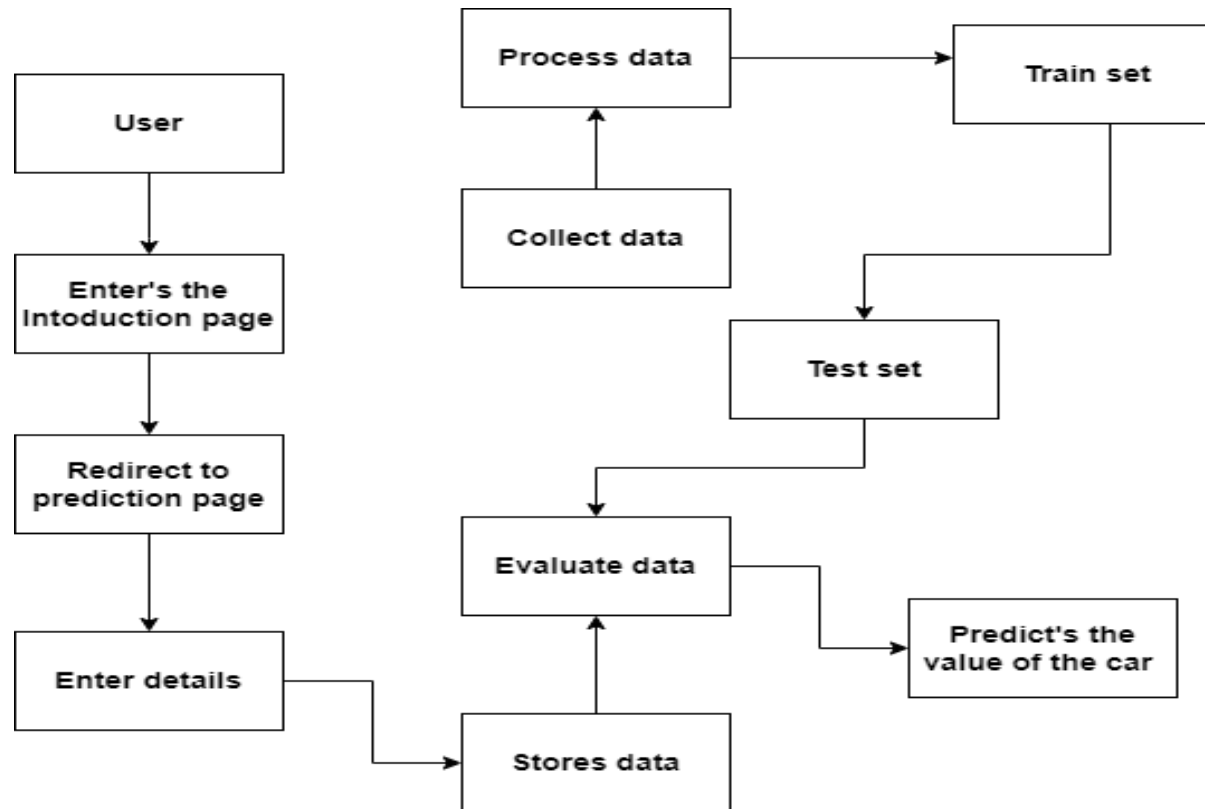 User
Enter's the
Intoduction page
Redirect to
prediction page
Enter details
Process data
Collect data
Train set
Test set
Evaluate data
Stores data
Predict's the
value of the car